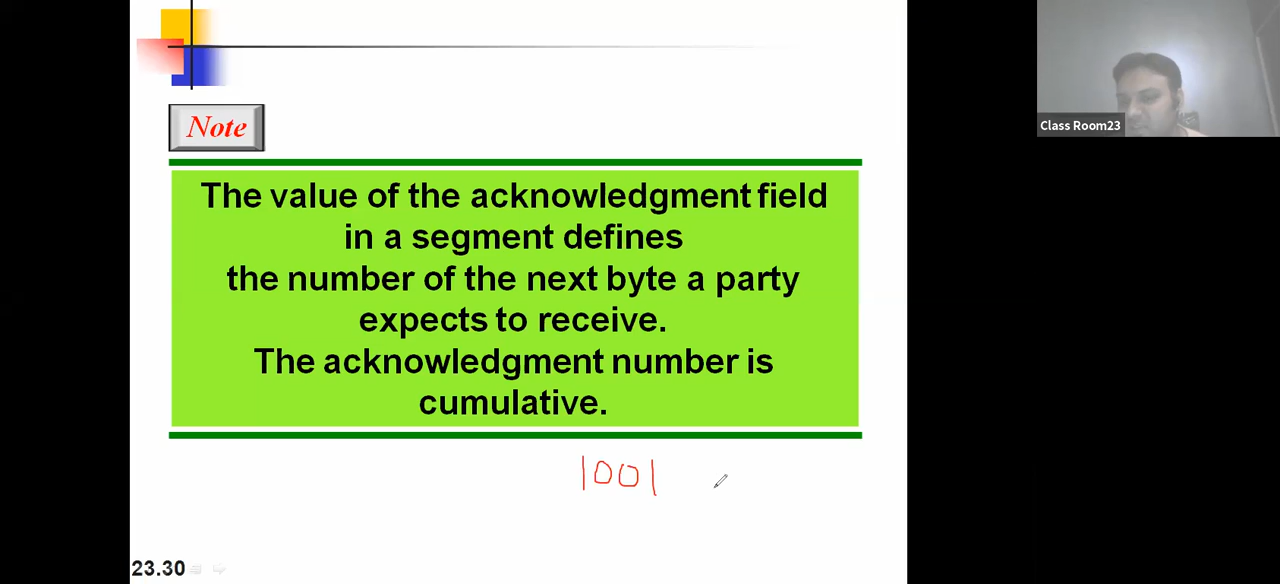 Note
The value of the acknowledgment field
in a segment defines
the number of the next byte a party
expects to receive.
The acknowledgment number is
cumulative.
1001
23.30
Class Room23